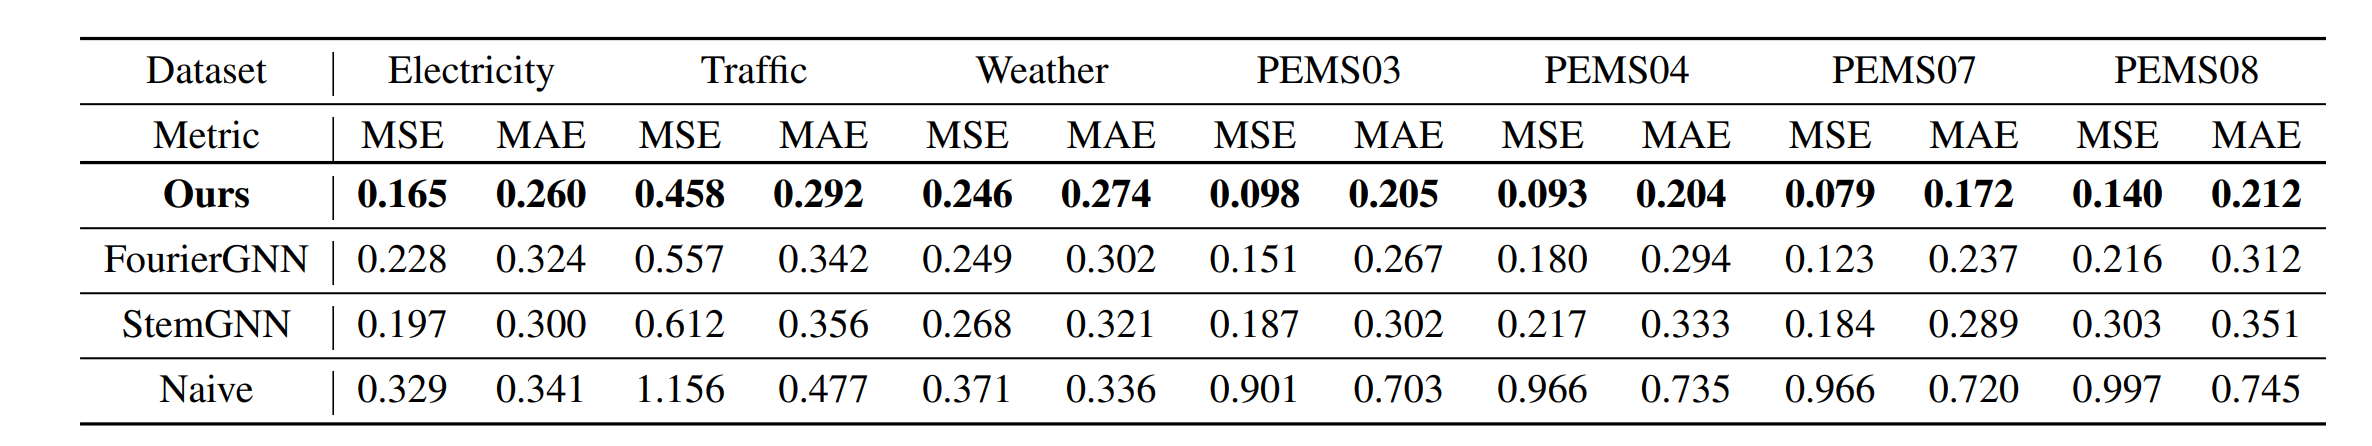 Dataset Electricity Traffic Weather PEMS03 PEMS04 PEMS07 PEMS08
Metric MSE MAE MSE MAE MSE MAE MSE MAE MSE MAE MSE MAE MSE MAE
Ours 0.165 0.260 0.458 0.292 0.246 0.274 0.098 0.205 0.093 0.204 0.079 0.172 0.140 0.212
FourierGNN 0.228 0.324 0.557 0.342 0.249 0.302 0.151 0.267 0.180 0.294 0.123 0.237 0.216 0.312
StemGNN 0.197 0.300 0.612 0.356 0.268 0.321 0.187 0.302 0.217 0.333 0.184 0.289 0.303 0.351
Naive 0.329 0.341 1.156 0.477 0.371 0.336 0.901 0.703 0.966 0.735 0.966 0.720 0.997 0.745